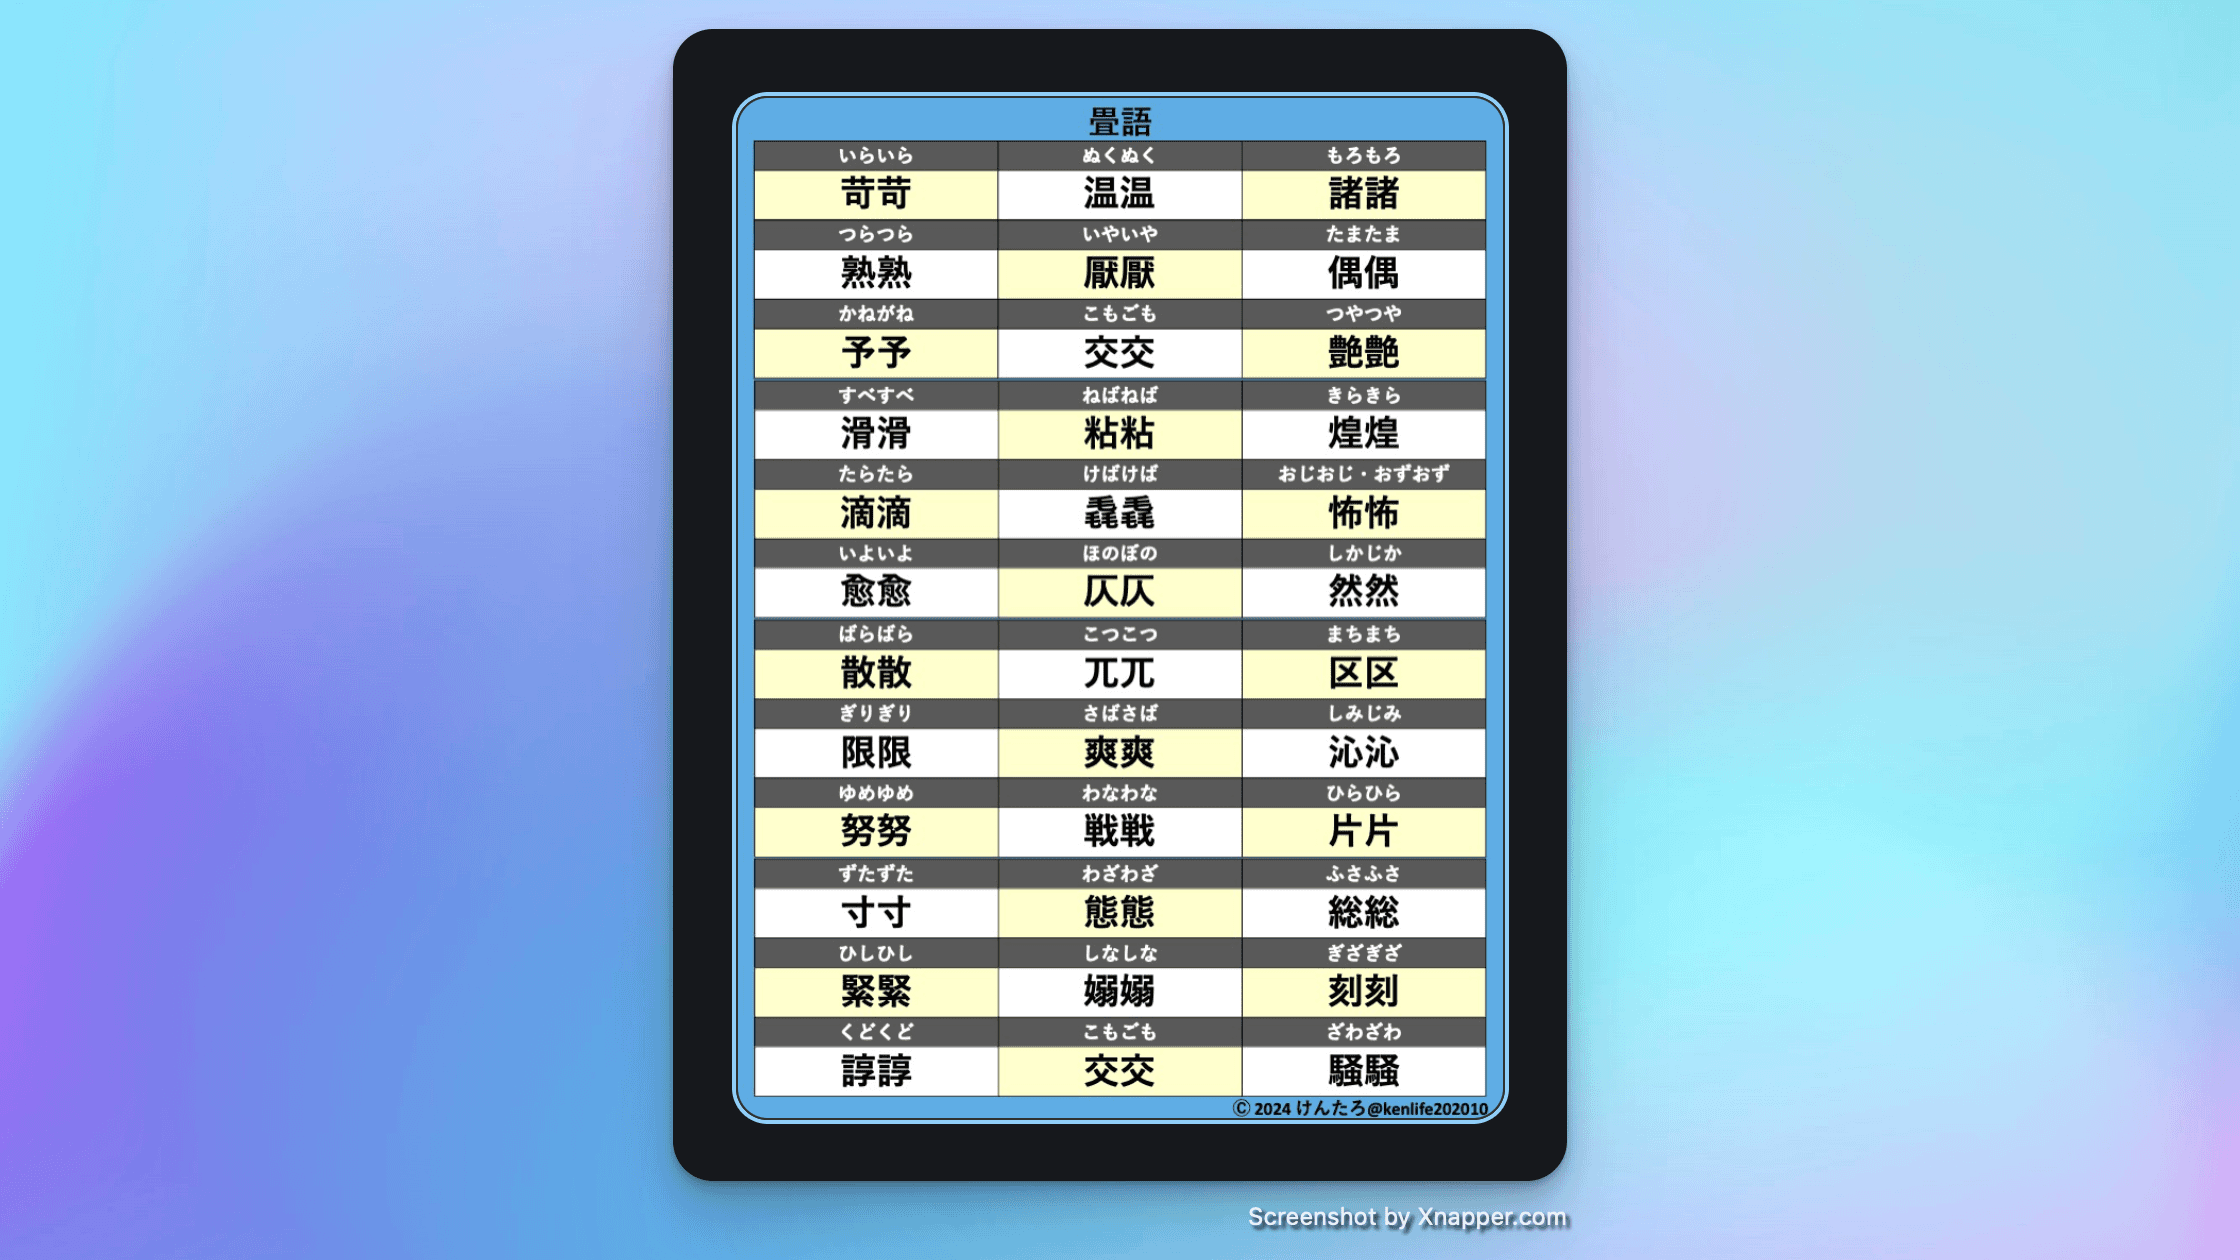 畳語
いらいら ぬくぬく もろもろ
苛苛 温温 諸諸
つらつら いやいや たまたま
熟熟 厭厭 偶偶
かねがね こもごも つやつや
予予 交交 艶艶
すべすべ ねばねば きらきら
滑滑 粘粘 煌煌
たらたら けばけば おじおじ・おずおず
滴滴 毳毳 怖怖
いよいよ ほのぼの しかじか
愈愈 仄仄 然然
ばらばら こつこつ まちまち
散散 兀兀 区区
ぎりぎり さばさば しみじみ
限限 爽爽 沁沁
ゆめゆめ わなわな ひらひら
努努 戦戦 片片
ずたずた わざわざ ふさふさ
寸寸 態態 総総
ひしひし しなしな ぎざぎざ
緊緊 嫋嫋 刻刻
くどくど こもごも ざわざわ
諄諄 交交 騒騒
Ⓒ 2024 けんたろ@kenlife202010
Screenshot by Xnapper.com